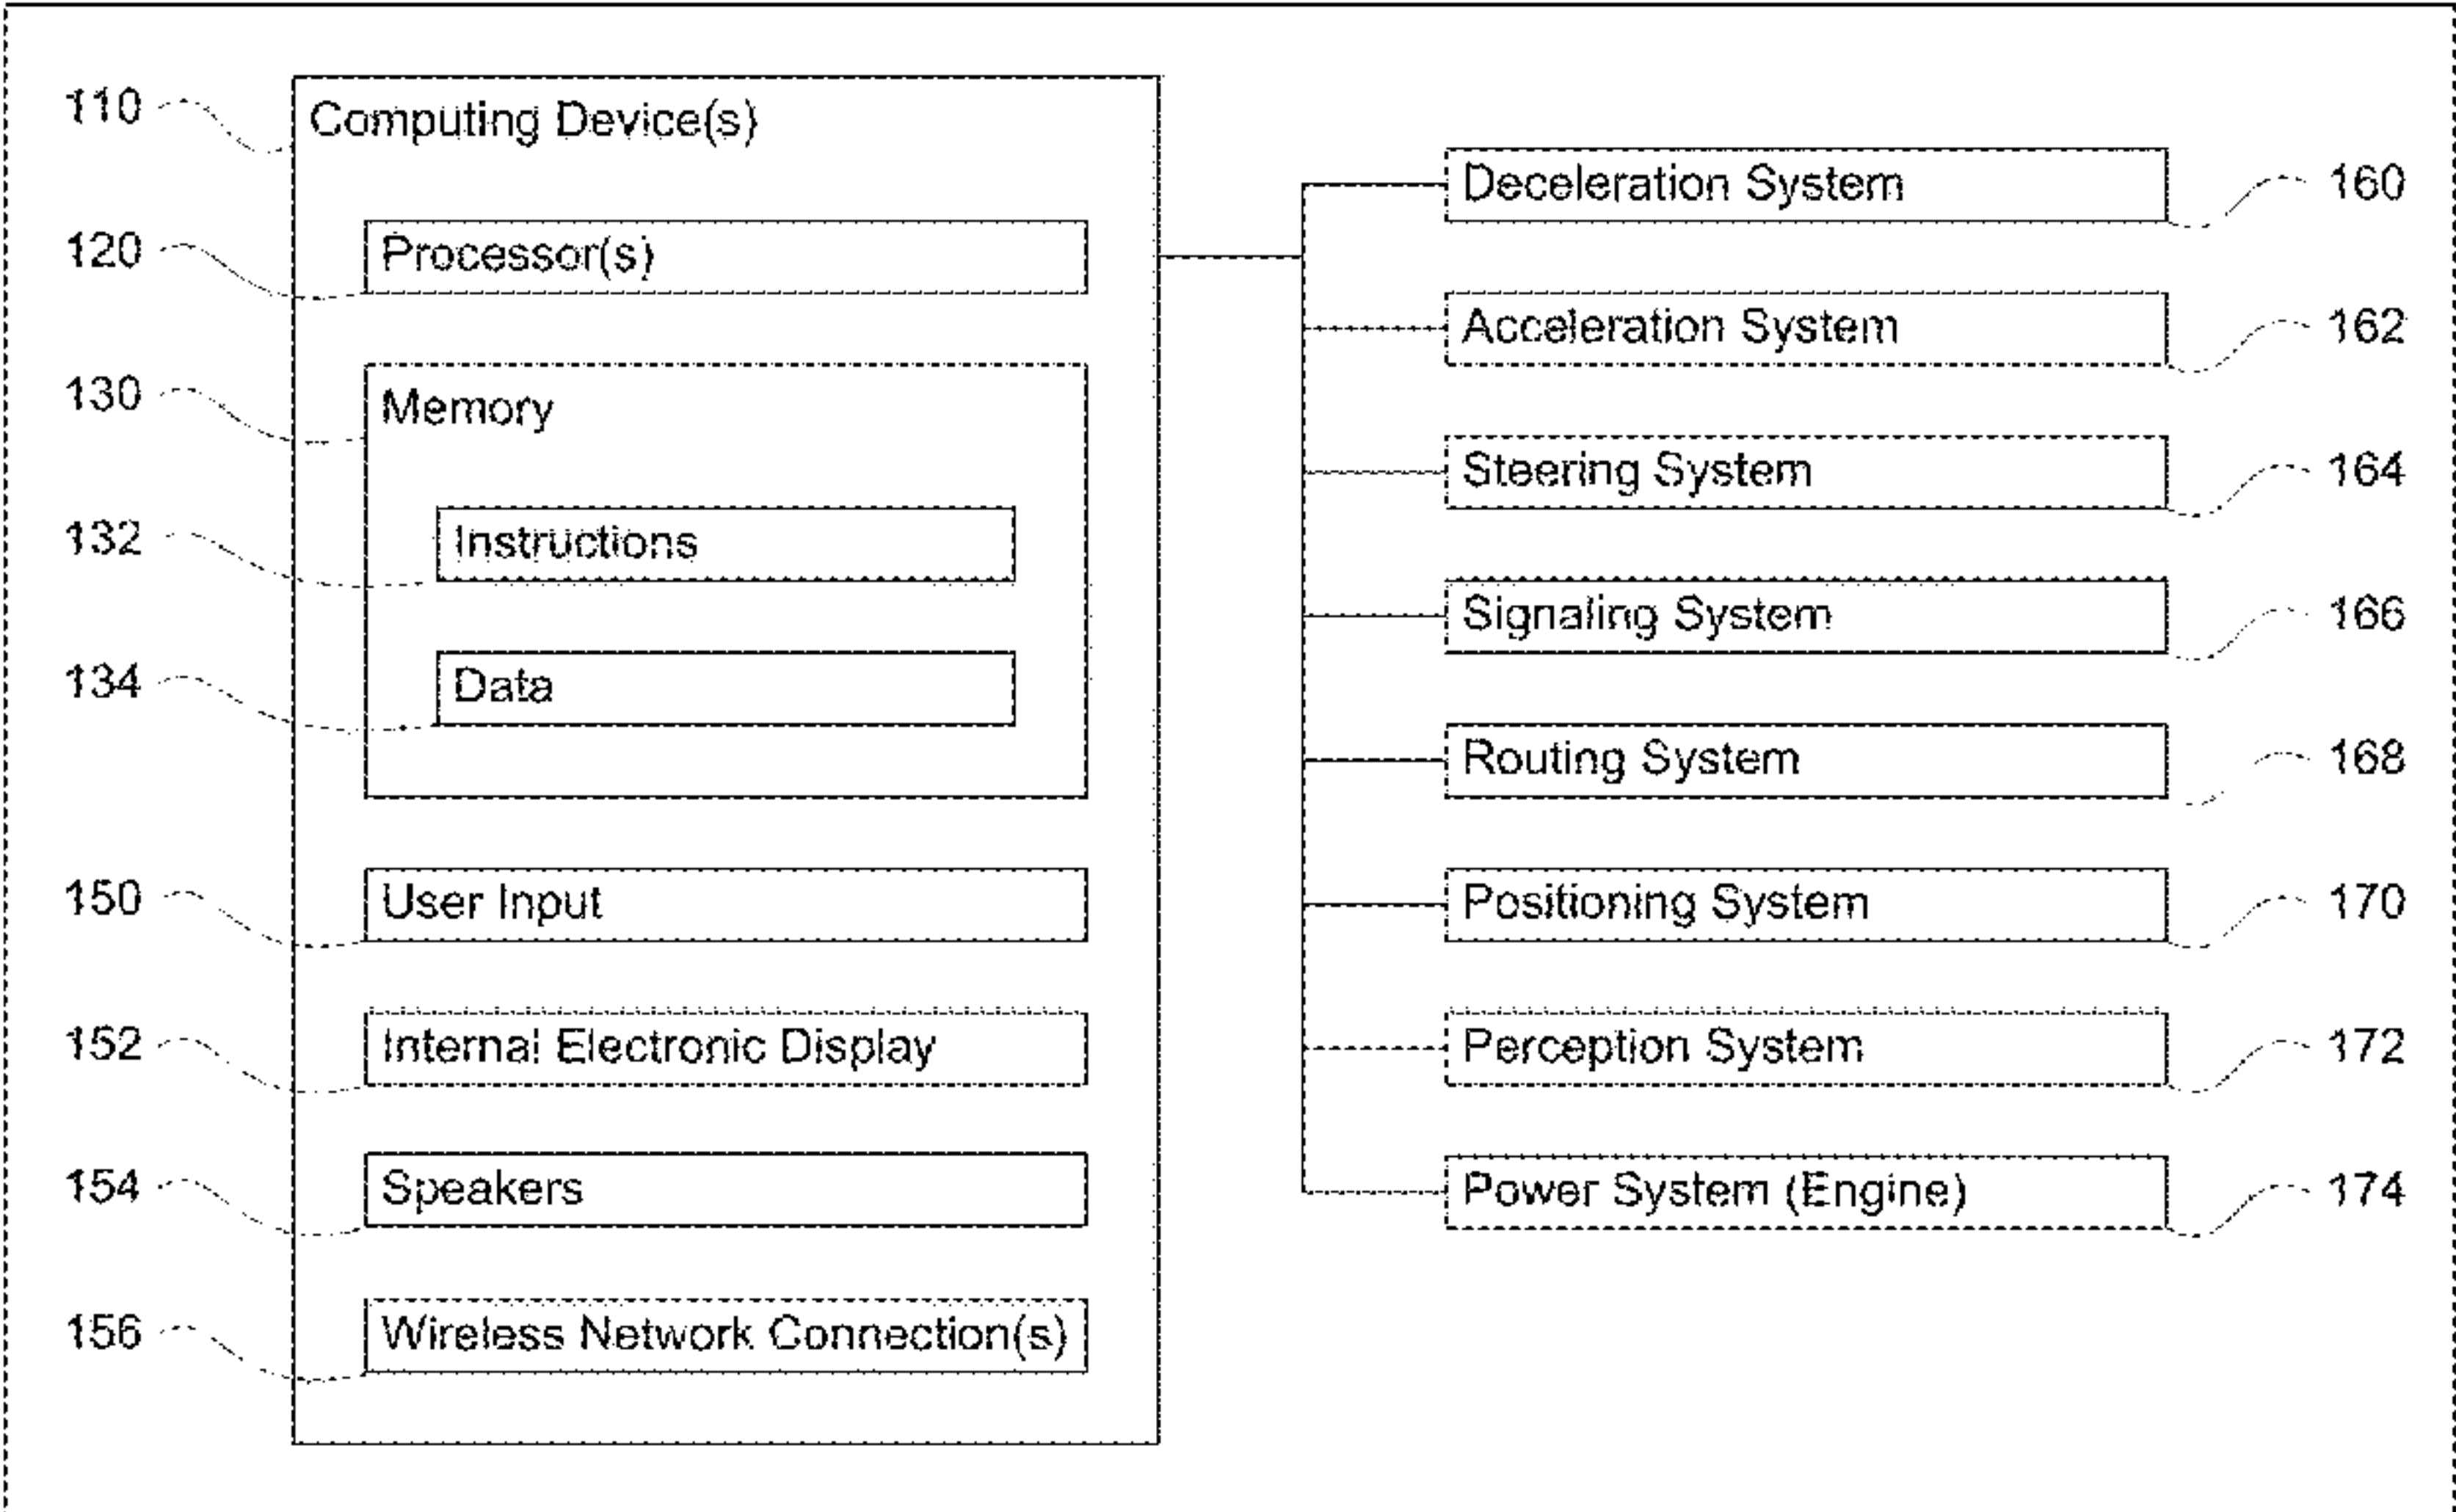 110 Computing Device(s)
120 Processor(s)
130 Memory
132 Instructions
134 Data
150 User Input
152 Internal Electronic Display
154 Speakers
156 Wireless Network Connection(s)
Deceleration System 160
Acceleration System 162
Steering System 164
Signaling System 166
Routing System 168
Positioning System 170
Perception System 172
Power System (Engine) 174